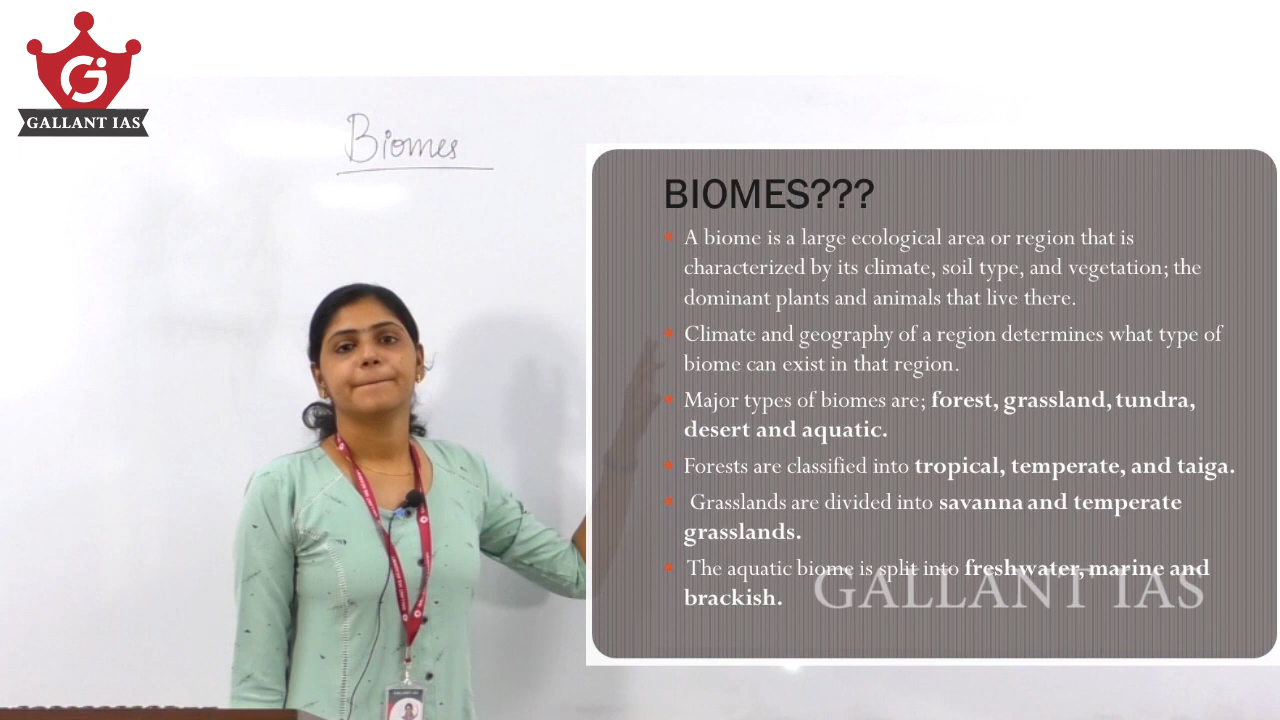 GALLANT IAS
Biomes
BIOMES???
A biome is a large ecological area or region that is
characterized by its climate, soil type, and vegetation; the
dominant plants and animals that live there.
Climate and geography of a region determines what type of
biome can exist in that region.
Major types of biomes are; forest, grassland, tundra,
desert and aquatic.
Forests are classified into tropical, temperate, and taiga.
Grasslands are divided into savanna and temperate
grasslands.
The aquatic biome is split into freshwater, marine and
brackish.
GALLANT IAS